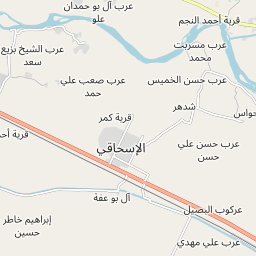 عرب آل بو حمدان
علو
قرية أحمد النجم
عرب الشيخ بزيع
سعد
عرب مسربت
محمد
عرب صعب علي
حمد
عرب حسن الخميس
شدهر
حواس
قرية كمر
قرية أح
الإسحاقي
عرب حسن علي
حسن
آل بو عفة
عركوب البصيل
إبراهيم خاطر
حسين
عرب علي مهدي